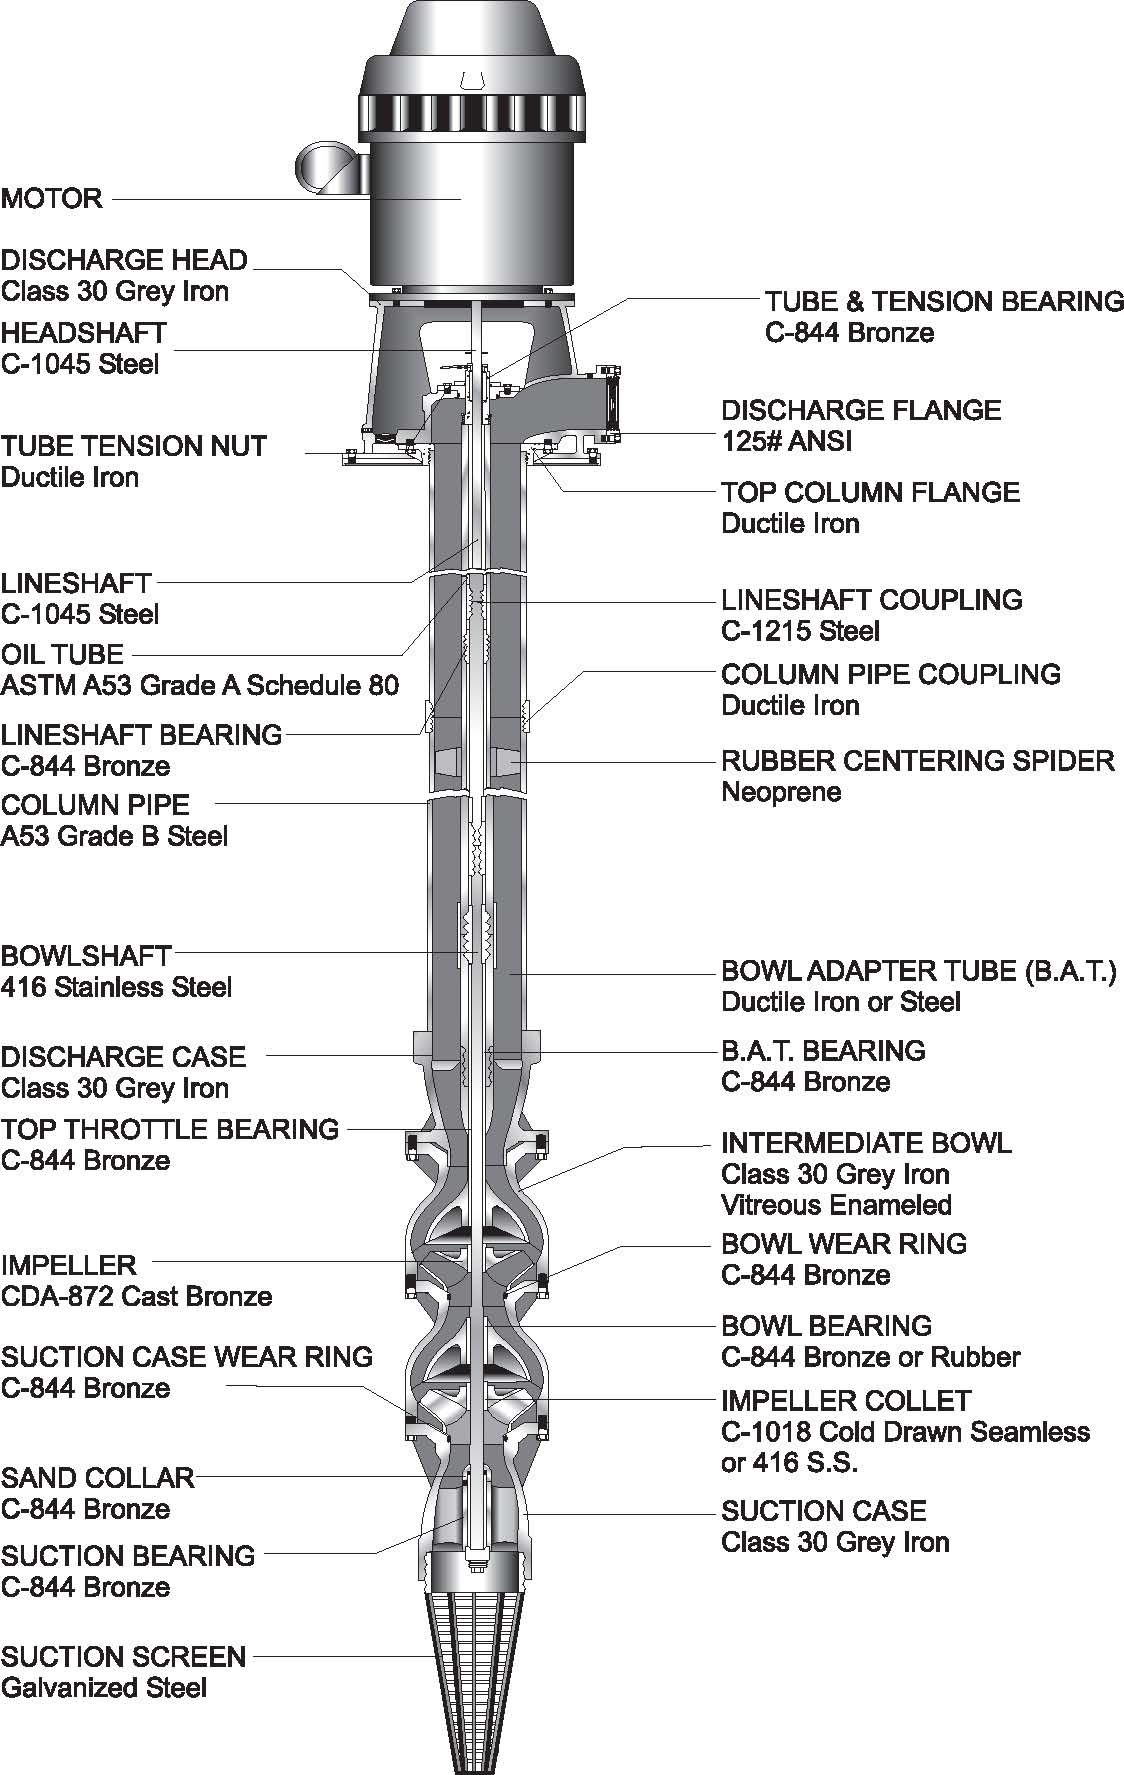 MOTOR
DISCHARGE HEAD
Class 30 Grey Iron
HEADSHAFT
C-1045 Steel
TUBE TENSION NUT
Ductile Iron
LINESHAFT
C-1045 Steel
OIL TUBE
ASTM A53 Grade A Schedule 80
LINESHAFT BEARING
C-844 Bronze
COLUMN PIPE
A53 Grade B Steel
BOWLSHAFT
416 Stainless Steel
DISCHARGE CASE
Class 30 Grey Iron
TOP THROTTLE BEARING
C-844 Bronze
IMPELLER
CDA-872 Cast Bronze
SUCTION CASE WEAR RING
C-844 Bronze
SAND COLLAR
C-844 Bronze
SUCTION BEARING
C-844 Bronze
SUCTION SCREEN
Galvanized Steel
TUBE & TENSION BEARING
C-844 Bronze
DISCHARGE FLANGE
125# ANSI
TOP COLUMN FLANGE
Ductile Iron
LINESHAFT COUPLING
C-1215 Steel
COLUMN PIPE COUPLING
Ductile Iron
RUBBER CENTERING SPIDER
Neoprene
BOWL ADAPTER TUBE (B.A.T.)
Ductile Iron or Steel
B.A.T. BEARING
C-844 Bronze
INTERMEDIATE BOWL
Class 30 Grey Iron
Vitreous Enameled
BOWL WEAR RING
C-844 Bronze
BOWL BEARING
C-844 Bronze or Rubber
IMPELLER COLLET
C-1018 Cold Drawn Seamless
or 416 S.S.
SUCTION CASE
Class 30 Grey Iron